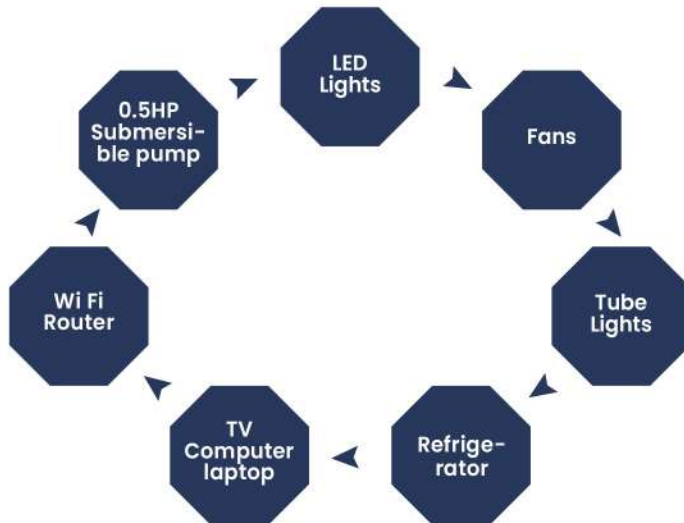 LED
Lights
Fans
Tube
Lights
Refrige-
rator
TV
Computer
laptop
Wi Fi
Router
0.5HP
Submersi-
ble pump